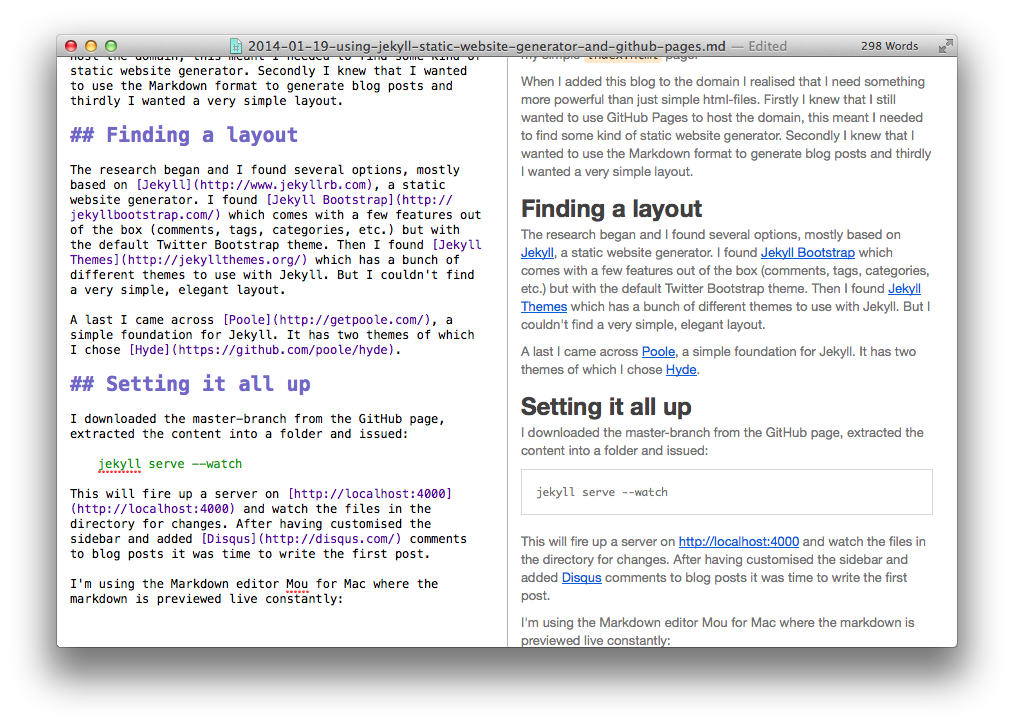 2014-01-19-using-jekyll-static-website-generator-and-github-pages.md — Edited
298 Words
host the domain, this meant I needed to find some kind of
static website generator. Secondly I knew that I wanted
to use the Markdown format to generate blog posts and
thirdly I wanted a very simple layout.
## Finding a layout
The research began and I found several options, mostly
based on [Jekyll](http://www.jekyllrb.com), a static
website generator. I found [Jekyll Bootstrap](http://
jekyllbootstrap.com/) which comes with a few features out
of the box (comments, tags, categories, etc.) but with
the default Twitter Bootstrap theme. Then I found [Jekyll
Themes](http://jekyllthemes.org/) which has a bunch of
different themes to use with Jekyll. But I couldn't find
a very simple, elegant layout.
A last I came across [Poole](http://getpoole.com/), a
simple foundation for Jekyll. It has two themes of which
I chose [Hyde](https://github.com/poole/hyde).
## Setting it all up
I downloaded the master-branch from the GitHub page,
extracted the content into a folder and issued:
jekyll serve --watch
This will fire up a server on [http://localhost:4000]
(http://localhost:4000) and watch the files in the
directory for changes. After having customised the
sidebar and added [Disqus](http://disqus.com/) comments
to blog posts it was time to write the first post.
I'm using the Markdown editor Mou for Mac where the
markdown is previewed live constantly:
my simple index.html page.
When I added this blog to the domain I realised that I need something
more powerful than just simple html-files. Firstly I knew that I still
wanted to use GitHub Pages to host the domain, this meant I needed
to find some kind of static website generator. Secondly I knew that I
wanted to use the Markdown format to generate blog posts and thirdly
I wanted a very simple layout.
Finding a layout
The research began and I found several options, mostly based on
Jekyll, a static website generator. I found Jekyll Bootstrap which
comes with a few features out of the box (comments, tags, categories,
etc.) but with the default Twitter Bootstrap theme. Then I found Jekyll
Themes which has a bunch of different themes to use with Jekyll. But I
couldn't find a very simple, elegant layout.
A last I came across Poole, a simple foundation for Jekyll. It has two
themes of which I chose Hyde.
Setting it all up
I downloaded the master-branch from the GitHub page, extracted the
content into a folder and issued:
jekyll serve --watch
This will fire up a server on http://localhost:4000 and watch the files in
the directory for changes. After having customised the sidebar and
added Disqus comments to blog posts it was time to write the first
post.
I'm using the Markdown editor Mou for Mac where the markdown is
previewed live constantly: